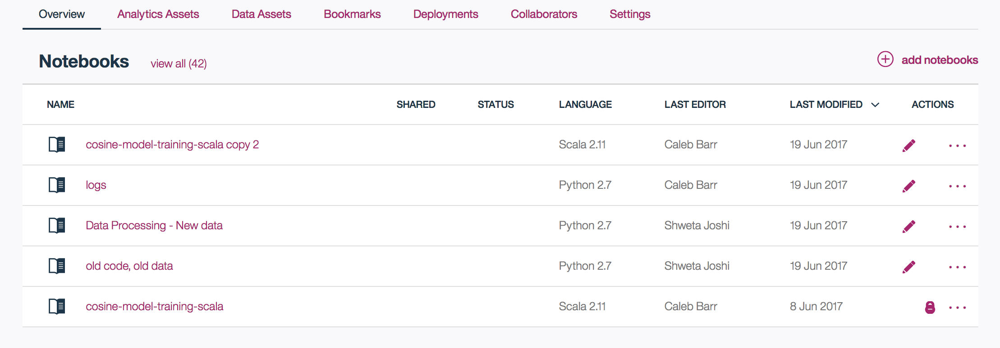 Overview Analytics Assets Data Assets Bookmarks Deployments Collaborators Settings
Notebooks view all (42) add notebooks
NAME SHARED STATUS LANGUAGE LAST EDITOR LAST MODIFIED ACTIONS
cosine-model-training-scala copy 2 Scala 2.11 Caleb Barr 19 Jun 2017
logs Python 2.7 Caleb Barr 19 Jun 2017
Data Processing - New data Python 2.7 Shweta Joshi 19 Jun 2017
old code, old data Python 2.7 Shweta Joshi 19 Jun 2017
cosine-model-training-scala Scala 2.11 Caleb Barr 8 Jun 2017